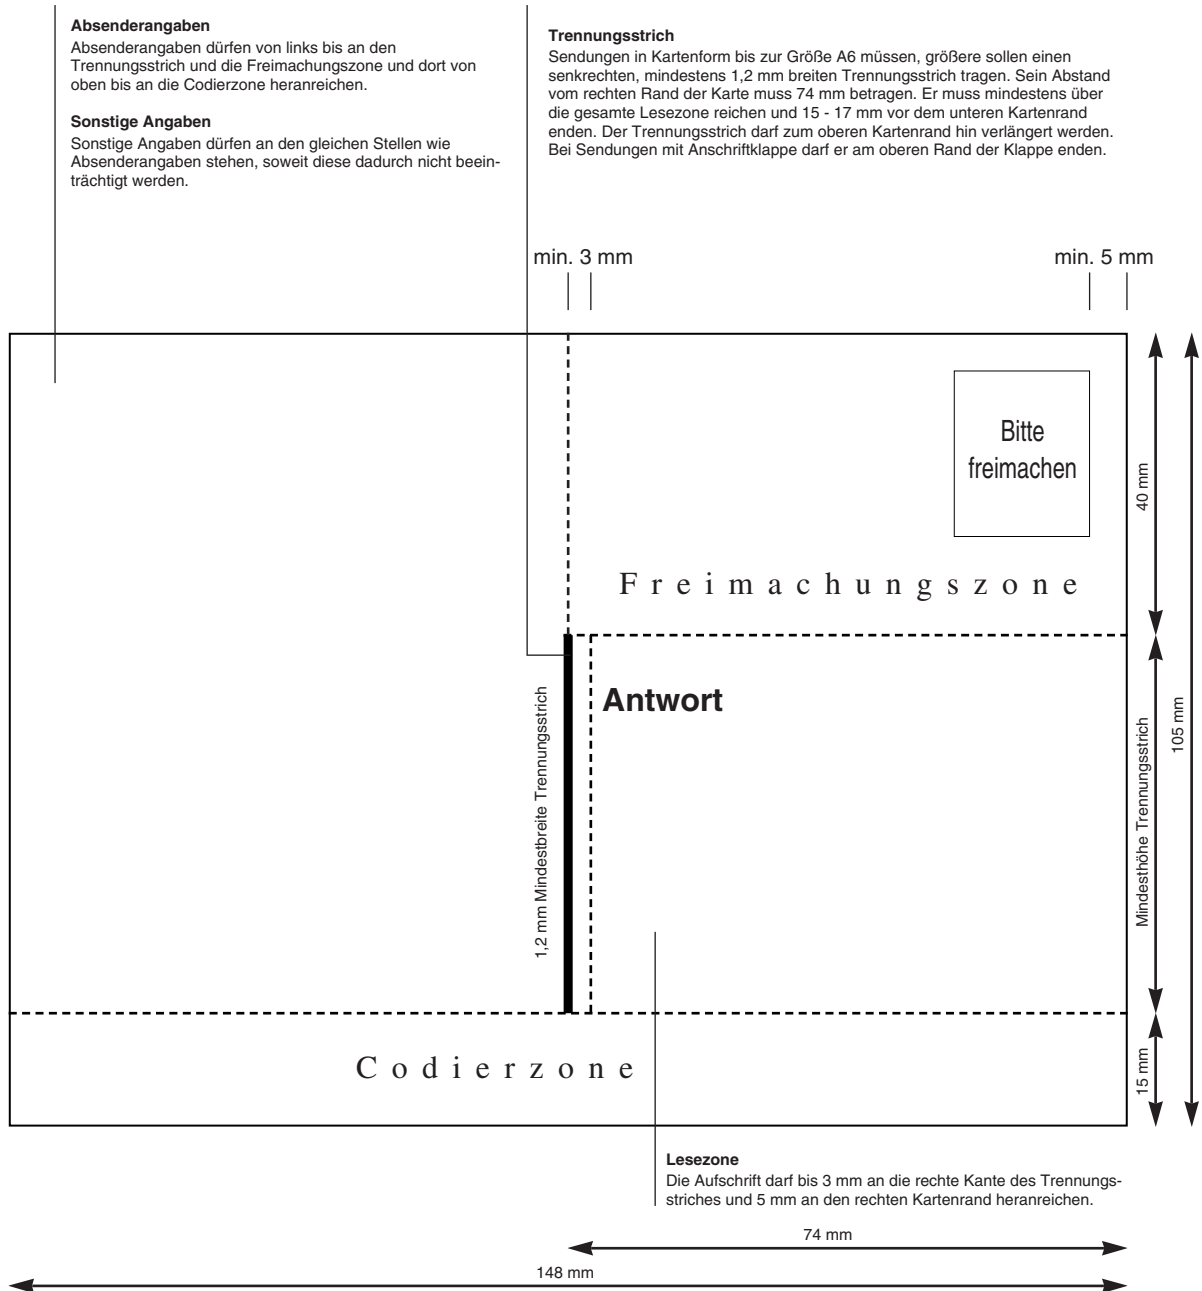 Absenderangaben
Absenderangaben dürfen von links bis an den
Trennungsstrich und die Freimachungszone und dort von
oben bis an die Codierzone heranreichen.
Sonstige Angaben
Sonstige Angaben dürfen an den gleichen Stellen wie
Absenderangaben stehen, soweit diese dadurch nicht beein-
trächtigt werden.
Trennungsstrich
Sendungen in Kartenform bis zur Größe A6 müssen, größere sollen einen
senkrechten, mindestens 1,2 mm breiten Trennungsstrich tragen. Sein Abstand
vom rechten Rand der Karte muss 74 mm betragen. Er muss mindestens über
die gesamte Lesezone reichen und 15 - 17 mm vor dem unteren Kartenrand
enden. Der Trennungsstrich darf zum oberen Kartenrand hin verlängert werden.
Bei Sendungen mit Anschriftklappe darf er am oberen Rand der Klappe enden.
min. 3 mm
min. 5 mm
Bitte
freimachen
40 mm
Freimachungszone
Antwort
1,2 mm Mindestbreite Trennungsstrich
Mindesthöhe Trennungsstrich
105 mm
Codierzone
15 mm
Lesezone
Die Aufschrift darf bis 3 mm an die rechte Kante des Trennungs-
striches und 5 mm an den rechten Kartenrand heranreichen.
74 mm
148 mm